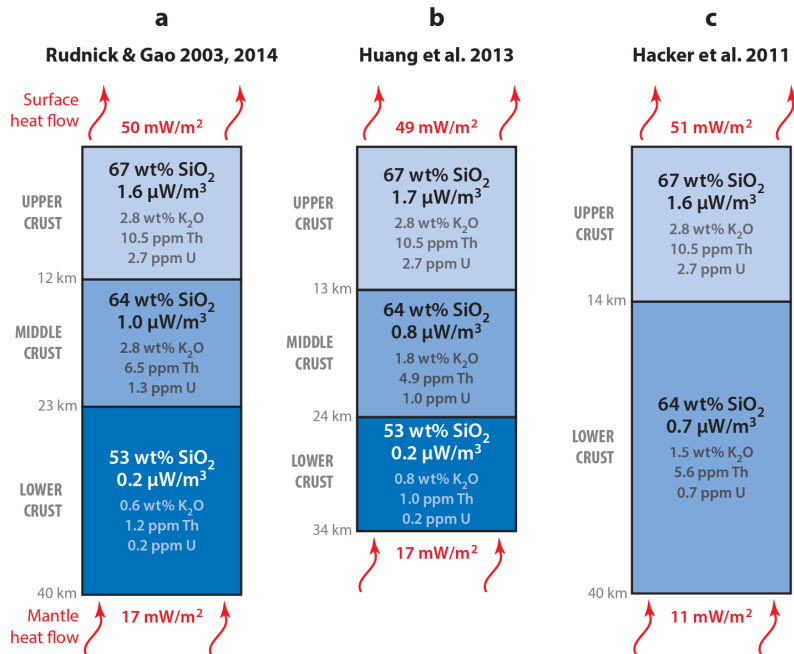 a
Rudnick & Gao 2003, 2014
Surface
heat flow
50 mW/m²
UPPER
CRUST
67 wt% SiO₂
1.6 µW/m³
2.8 wt% K₂O
10.5 ppm Th
2.7 ppm U
12 km
MIDDLE
CRUST
64 wt% SiO₂
1.0 µW/m³
2.8 wt% K₂O
6.5 ppm Th
1.3 ppm U
23 km
LOWER
CRUST
53 wt% SiO₂
0.2 µW/m³
0.6 wt% K₂O
1.2 ppm Th
0.2 ppm U
40 km
Mantle
heat flow
17 mW/m²
b
Huang et al. 2013
49 mW/m²
UPPER
CRUST
67 wt% SiO₂
1.7 µW/m³
2.8 wt% K₂O
10.5 ppm Th
2.7 ppm U
13 km
MIDDLE
CRUST
64 wt% SiO₂
0.8 µW/m³
1.8 wt% K₂O
4.9 ppm Th
1.0 ppm U
24 km
LOWER
CRUST
53 wt% SiO₂
0.2 µW/m³
0.8 wt% K₂O
1.0 ppm Th
0.2 ppm U
34 km
17 mW/m²
c
Hacker et al. 2011
51 mW/m²
UPPER
CRUST
67 wt% SiO₂
1.6 µW/m³
2.8 wt% K₂O
10.5 ppm Th
2.7 ppm U
14 km
LOWER
CRUST
64 wt% SiO₂
0.7 µW/m³
1.5 wt% K₂O
5.6 ppm Th
0.7 ppm U
40 km
11 mW/m²